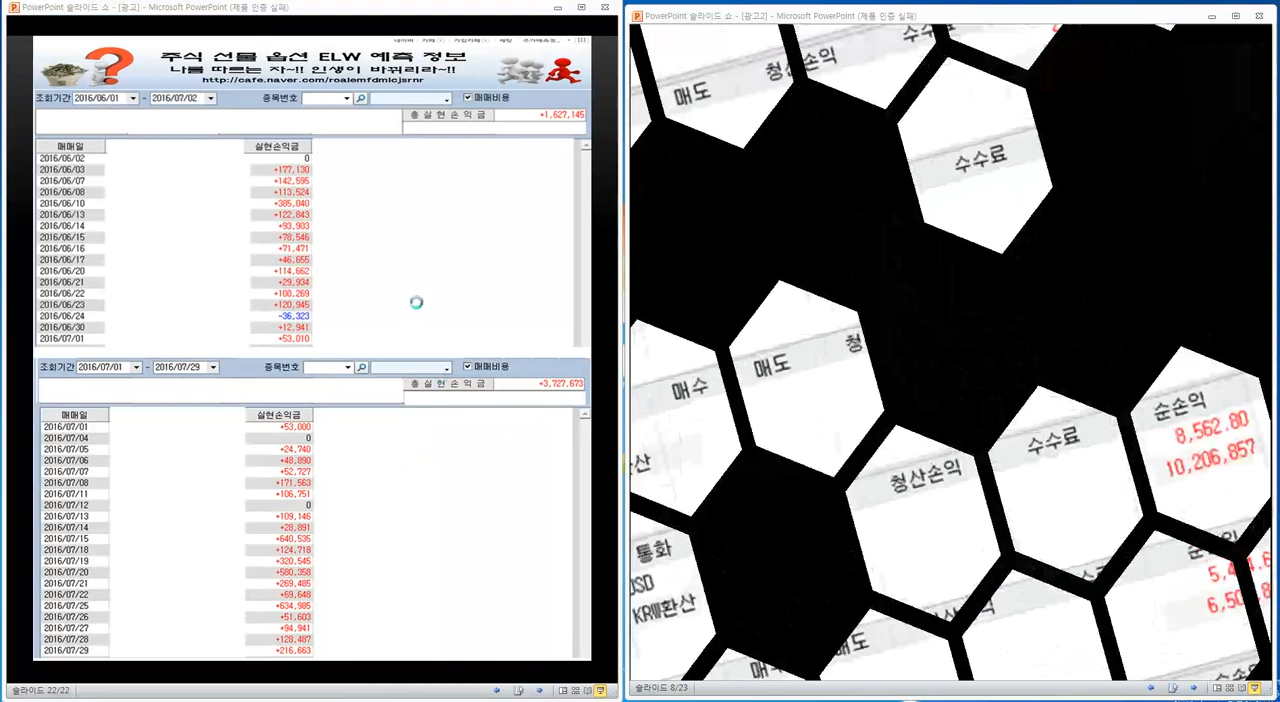 PowerPoint 슬라이드 쇼 - [광고] - Microsoft PowerPoint (제품 인증 실패)
주식 선물 옵션 ELW 예측 정보
나를 따르는 자~!! 인생이 바뀌리라~!!
http://cafe.naver.com/roalemfdmlcjsrnr
조회기간 2016/06/01 - 2016/07/02 종목번호 매매비용
총 실 현 손 익 금 +1,627,145
매매일 실현손익금
2016/06/02 0
2016/06/03 +177,130
2016/06/07 +142,595
2016/06/08 +113,524
2016/06/10 +385,040
2016/06/13 +122,843
2016/06/14 +93,903
2016/06/15 +78,546
2016/06/16 +71,471
2016/06/17 +46,655
2016/06/20 +114,662
2016/06/21 +29,934
2016/06/22 +100,269
2016/06/23 +120,945
2016/06/24 -36,323
2016/06/30 +12,941
2016/07/01 +53,010
조회기간 2016/07/01 - 2016/07/29 종목번호 매매비용
총 실 현 손 익 금 +3,727,673
매매일 실현손익금
2016/07/01 +53,000
2016/07/04 0
2016/07/05 +24,740
2016/07/06 +48,890
2016/07/07 +52,727
2016/07/08 +171,563
2016/07/11 +106,751
2016/07/12 0
2016/07/13 +109,146
2016/07/14 +28,891
2016/07/15 +640,535
2016/07/18 +124,718
2016/07/19 +320,545
2016/07/20 +580,358
2016/07/21 +269,485
2016/07/22 +69,648
2016/07/25 +634,985
2016/07/26 +51,603
2016/07/27 +94,941
2016/07/28 +128,487
2016/07/29 +216,663
슬라이드 22/22
PowerPoint 슬라이드 쇼 - [광고2] - Microsoft PowerPoint (제품 인증 실패)
매도 청산손익 수수
수수료
매수 매도 청
청산손익 수수료 순손익
8,562.80
10,206,857
통화
KRW환산
매도
슬라이드 8/23